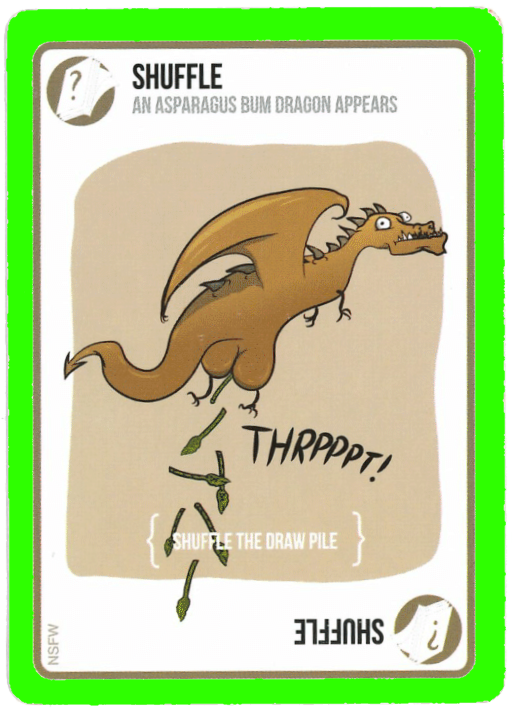 ?
SHUFFLE
AN ASPARAGUS BUM DRAGON APPEARS
THRPPPT!
{ SHUFFLE THE DRAW PILE }
SHUFFLE
?
NSFW